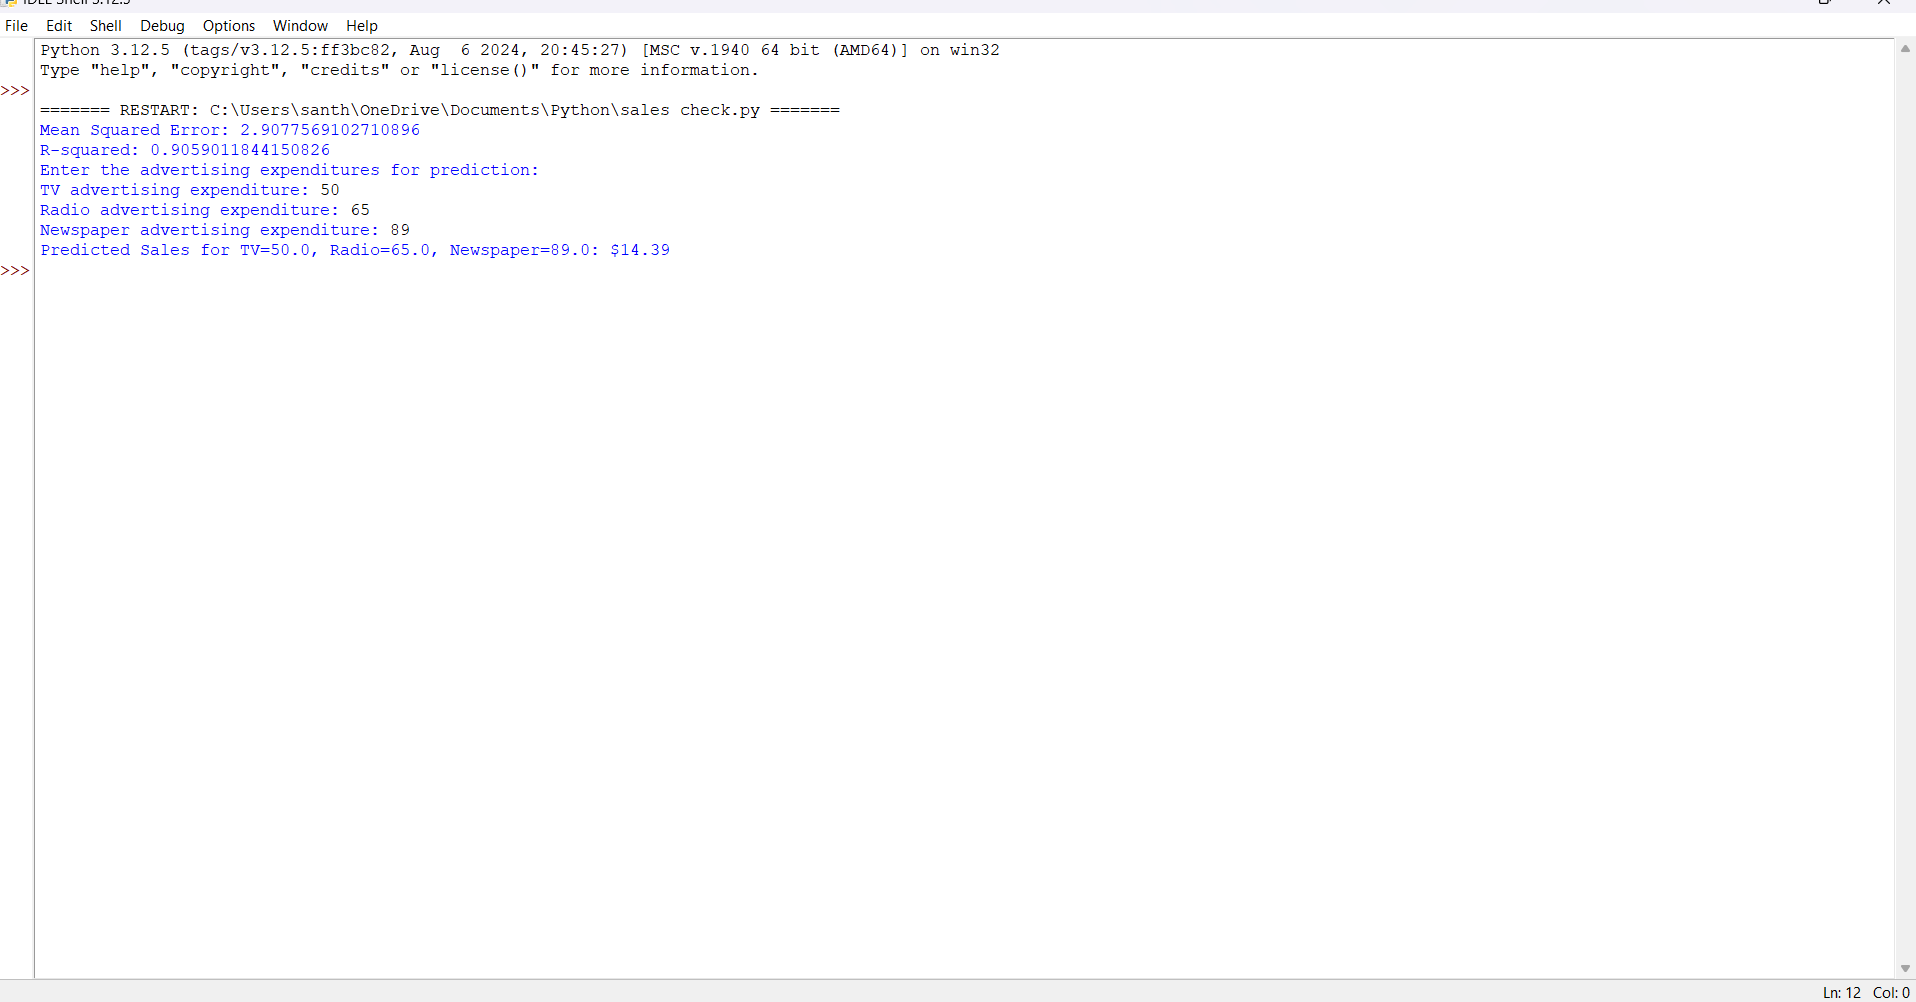 IDLE Shell 3.12.5
File Edit Shell Debug Options Window Help
Python 3.12.5 (tags/v3.12.5:ff3bc82, Aug  6 2024, 20:45:27) [MSC v.1940 64 bit (AMD64)] on win32
Type "help", "copyright", "credits" or "license()" for more information.
>>>
======= RESTART: C:\Users\santh\OneDrive\Documents\Python\sales check.py =======
Mean Squared Error: 2.9077569102710896
R-squared: 0.9059011844150826
Enter the advertising expenditures for prediction:
TV advertising expenditure: 50
Radio advertising expenditure: 65
Newspaper advertising expenditure: 89
Predicted Sales for TV=50.0, Radio=65.0, Newspaper=89.0: $14.39
>>>
Ln: 12 Col: 0